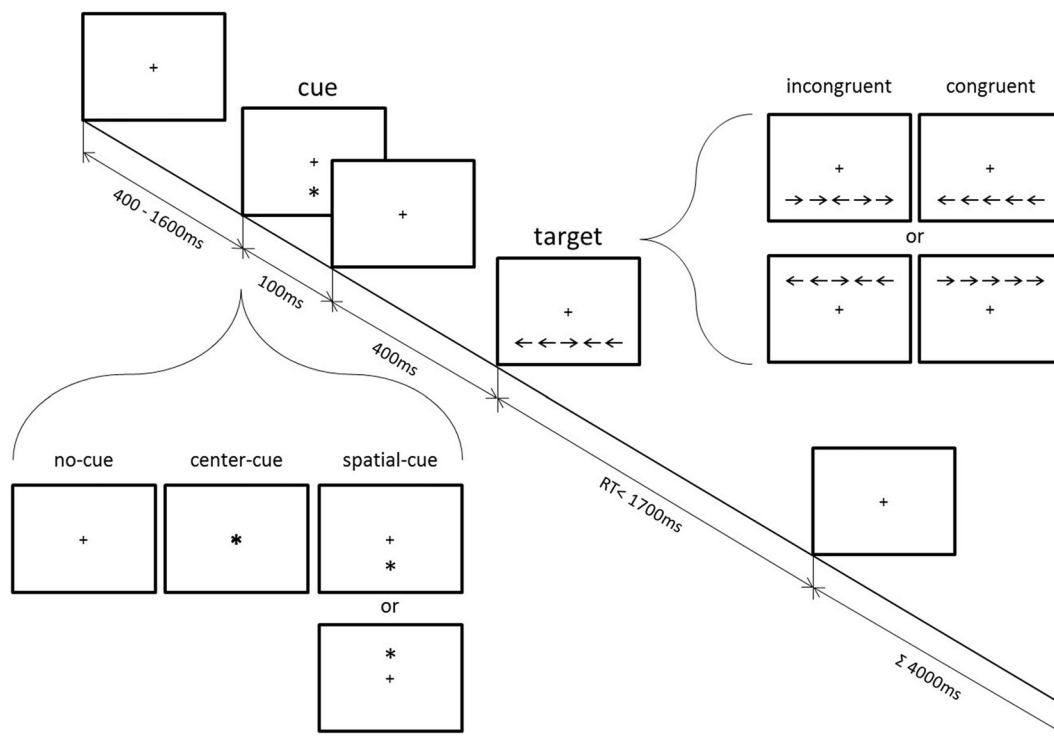 cue
incongruent congruent
or
target
400 - 1600ms
100ms
400ms
RT< 1700ms
Σ 4000ms
no-cue center-cue spatial-cue
or